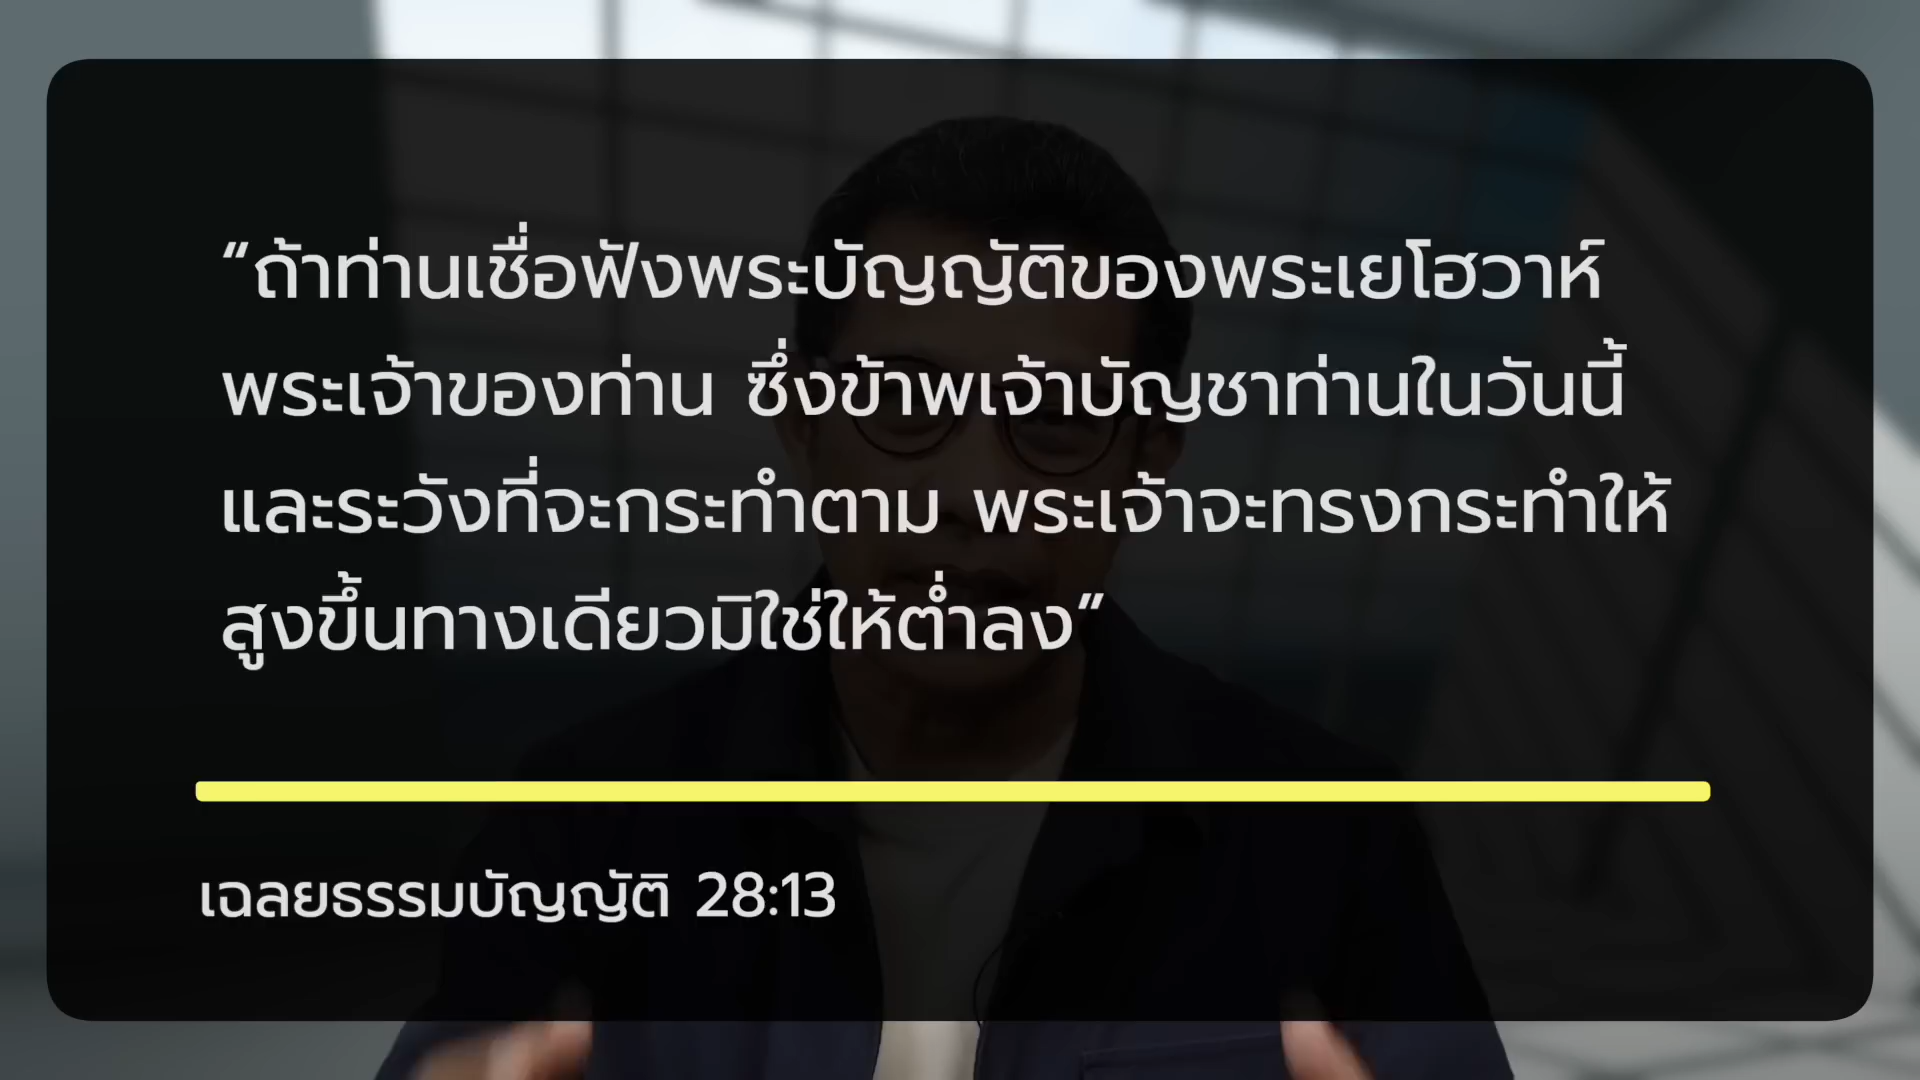 “ถ้าท่านเชื่อฟังพระบัญญัติของพระเยโฮวาห์
พระเจ้าของท่าน ซึ่งข้าพเจ้าบัญชาท่านในวันนี้
และระวังที่จะกระทำตาม พระเจ้าจะทรงกระทำให้
สูงขึ้นทางเดียวมิใช่ให้ต่ำลง”
เฉลยธรรมบัญญัติ 28:13